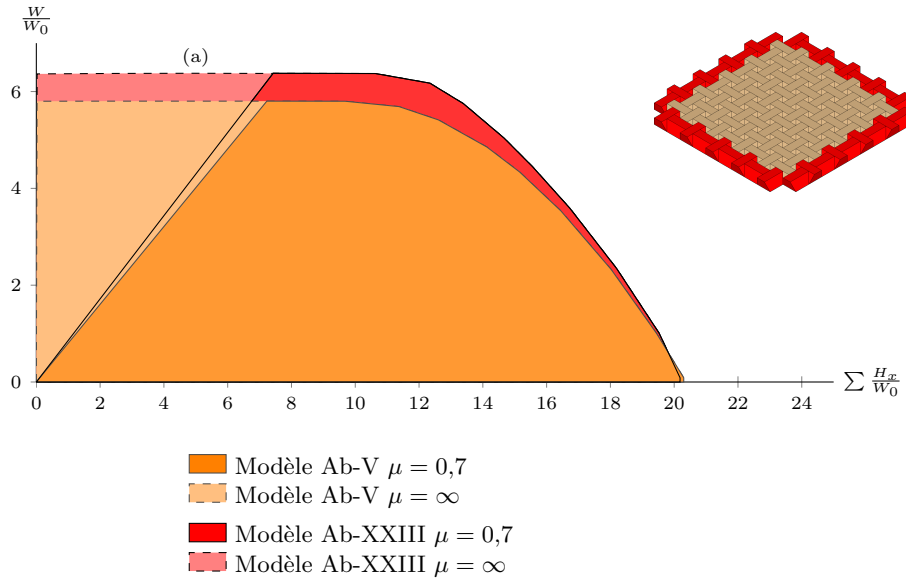 W/W₀
(a)
6
4
2
0
0 2 4 6 8 10 12 14 16 18 20 22 24
∑ Hₓ/W₀
Modèle Ab-V μ = 0,7
Modèle Ab-V μ = ∞
Modèle Ab-XXIII μ = 0,7
Modèle Ab-XXIII μ = ∞